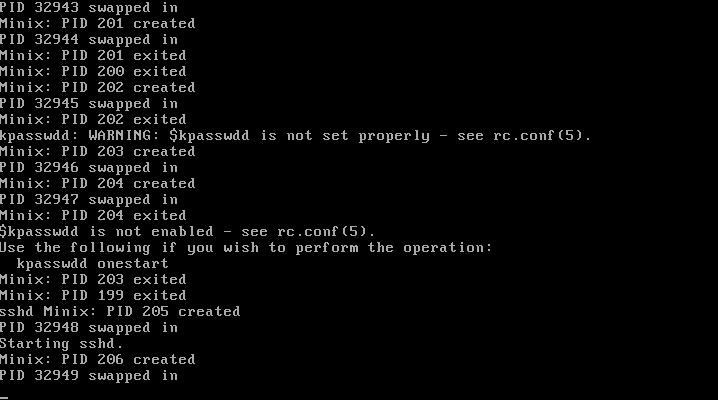 PID 32943 swapped in
Minix: PID 201 created
PID 32944 swapped in
Minix: PID 201 exited
Minix: PID 200 exited
Minix: PID 202 created
PID 32945 swapped in
Minix: PID 202 exited
kpasswdd: WARNING: $kpasswdd is not set properly - see rc.conf(5).
Minix: PID 203 created
PID 32946 swapped in
Minix: PID 204 created
PID 32947 swapped in
Minix: PID 204 exited
$kpasswdd is not enabled - see rc.conf(5).
Use the following if you wish to perform the operation:
  kpasswdd onestart
Minix: PID 203 exited
Minix: PID 199 exited
sshd Minix: PID 205 created
PID 32948 swapped in
Starting sshd.
Minix: PID 206 created
PID 32949 swapped in